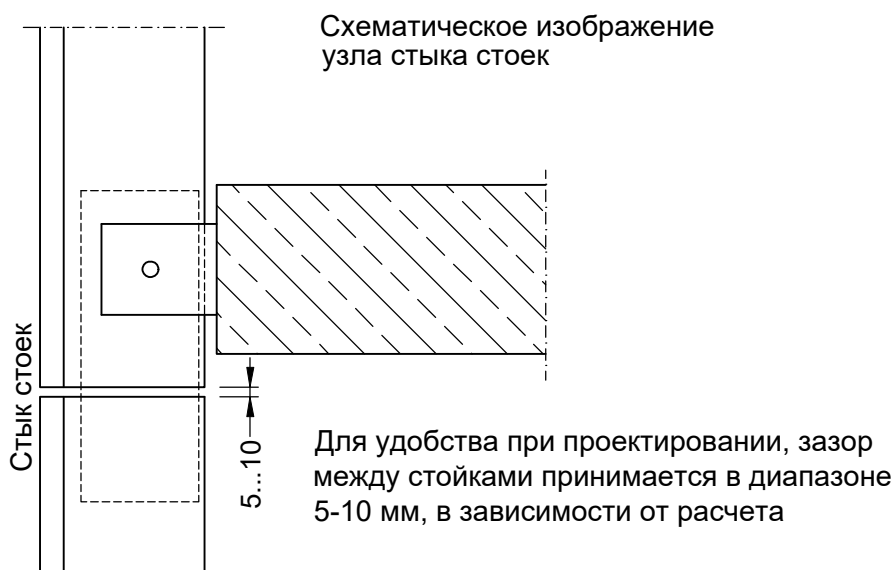 Схематическое изображение
узла стыка стоек
Стык стоек
5...10
Для удобства при проектировании, зазор
между стойками принимается в диапазоне
5-10 мм, в зависимости от расчета